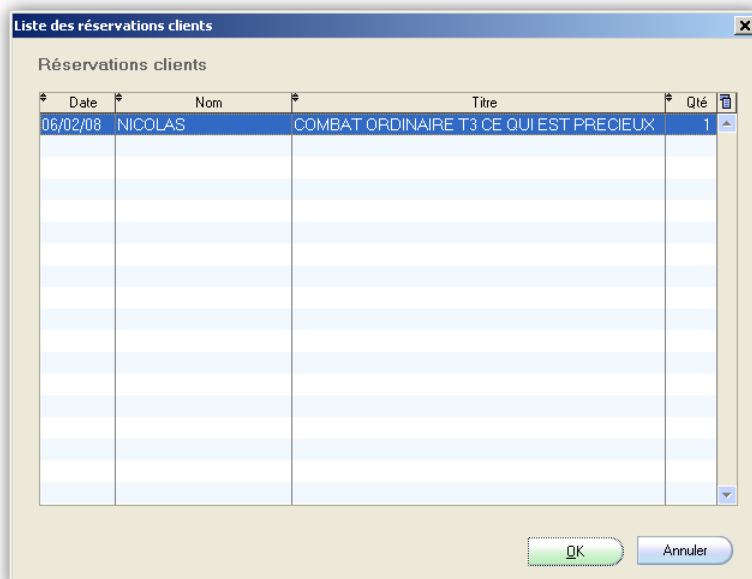 Liste des réservations clients
Réservations clients
Date Nom Titre Qté
06/02/08 NICOLAS COMBAT ORDINAIRE T3 CE QUI EST PRECIEUX 1
OK Annuler